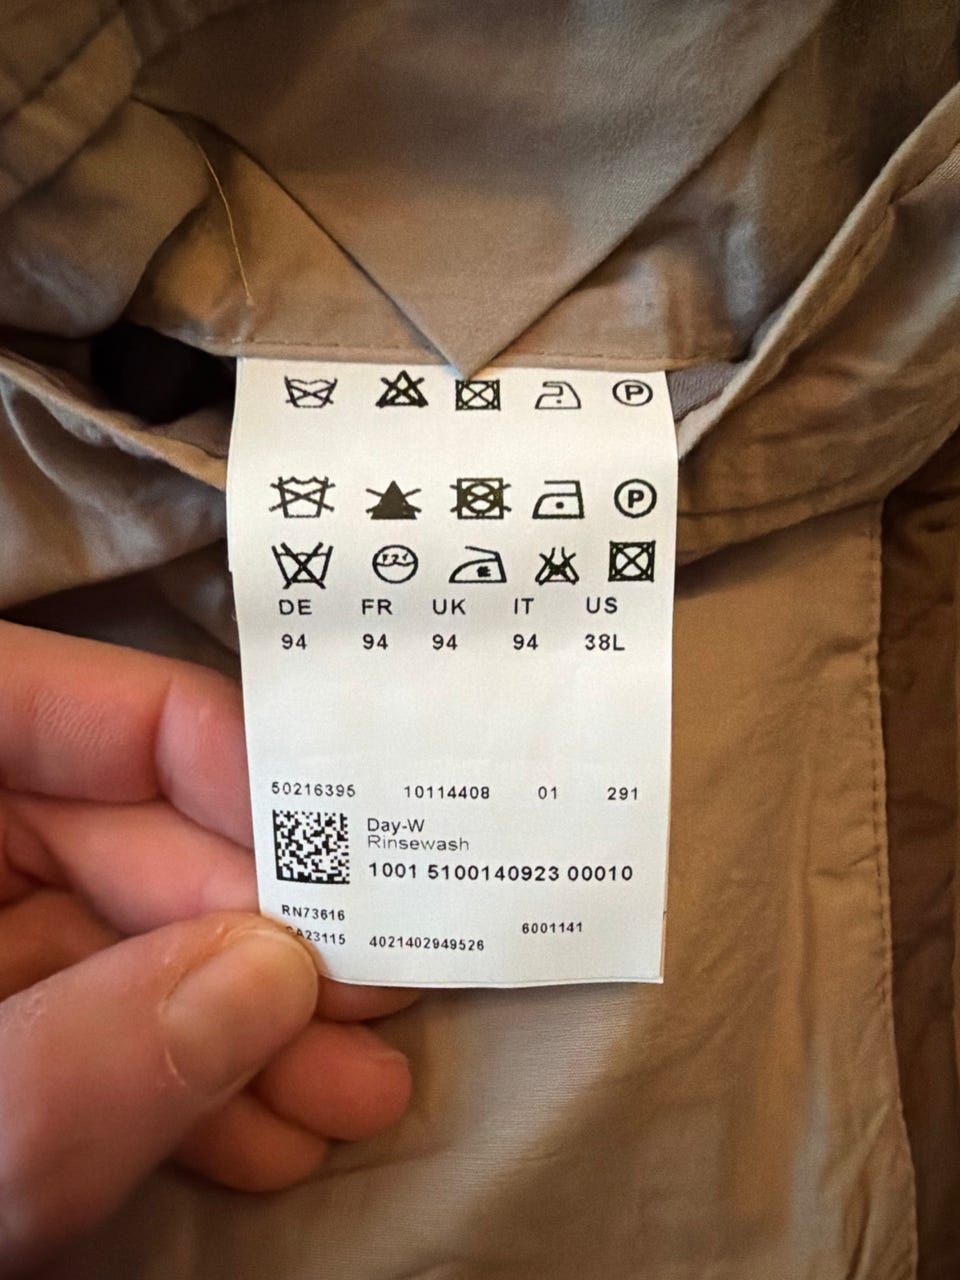 P
P
DE FR UK IT US
94 94 94 94 38L
50216395 10114408 01 291
Day-W
Rinsewash
1001 5100140923 00010
RN73616
6001141
A23115 4021402949526